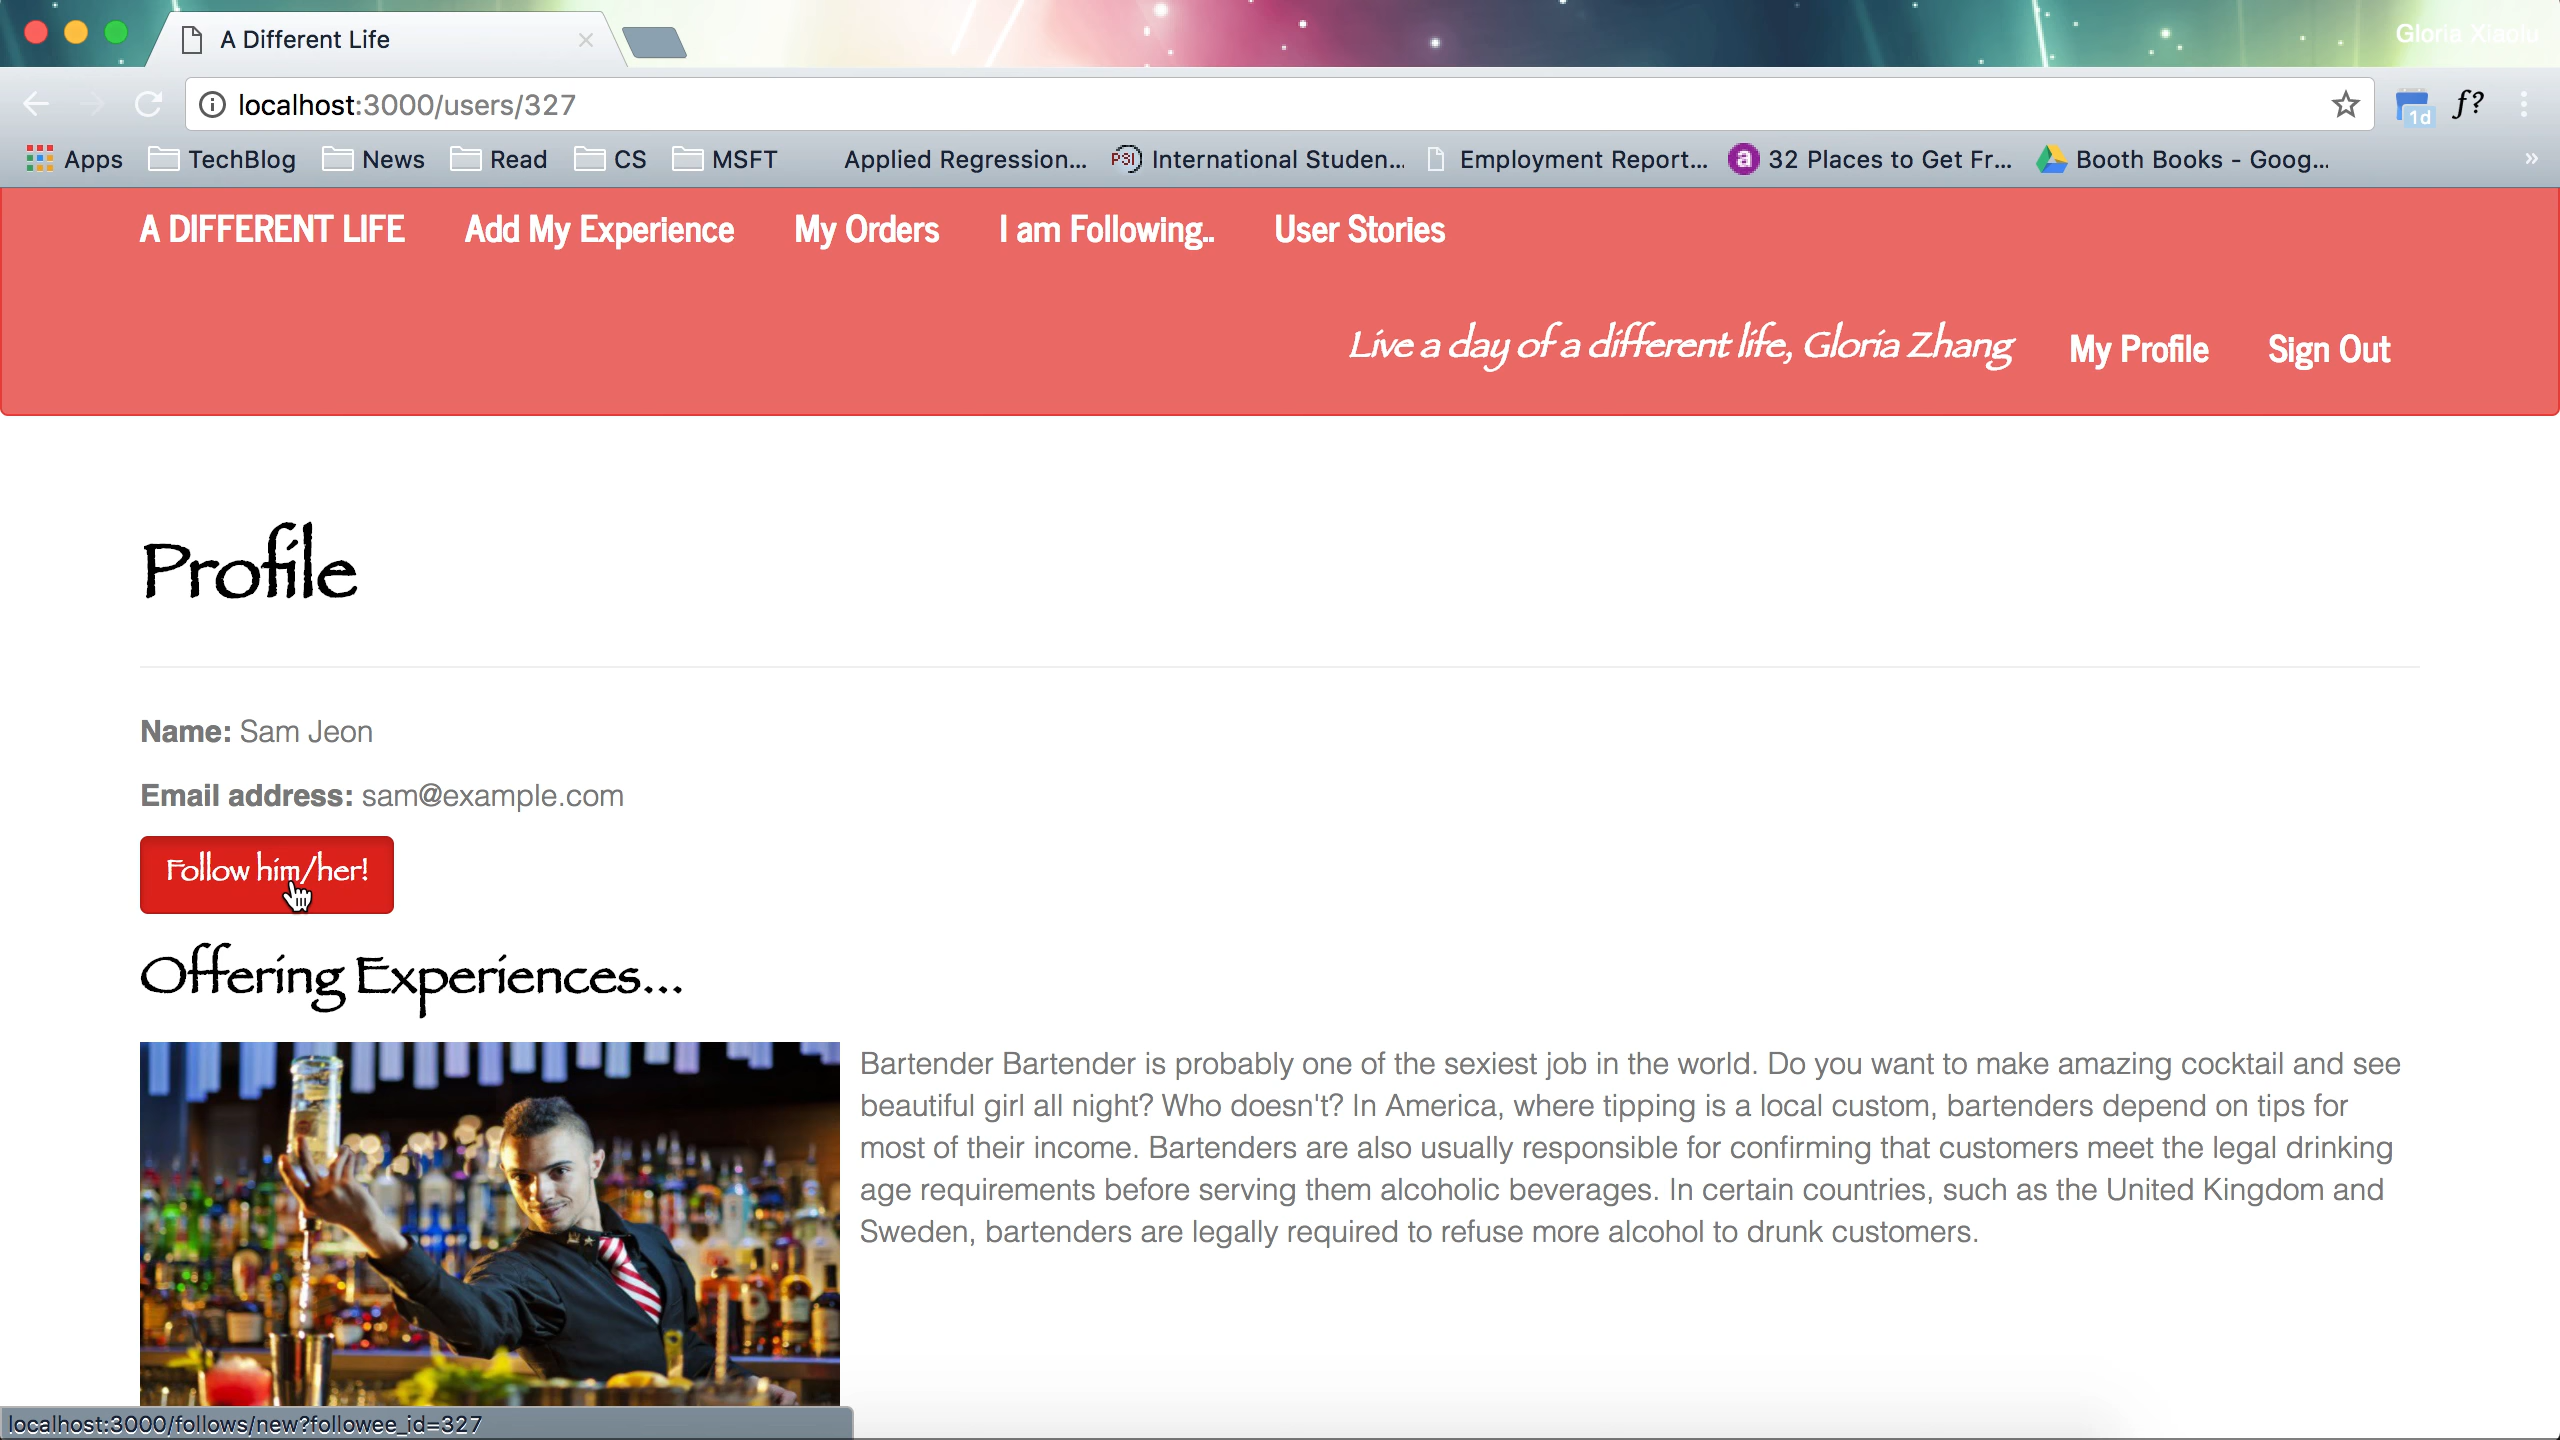 A Different Life
Gloria Xiaolu
localhost:3000/users/327
1d
f?
Apps TechBlog News Read CS MSFT Applied Regression... PSI International Studen... Employment Report... a 32 Places to Get Fr... Booth Books - Goog... »
A DIFFERENT LIFE Add My Experience My Orders I am Following.. User Stories
Live a day of a different life, Gloria Zhang My Profile Sign Out
Profile
Name: Sam Jeon
Email address: sam@example.com
Follow him/her!
Offering Experiences...
Bartender Bartender is probably one of the sexiest job in the world. Do you want to make amazing cocktail and see
beautiful girl all night? Who doesn't? In America, where tipping is a local custom, bartenders depend on tips for
most of their income. Bartenders are also usually responsible for confirming that customers meet the legal drinking
age requirements before serving them alcoholic beverages. In certain countries, such as the United Kingdom and
Sweden, bartenders are legally required to refuse more alcohol to drunk customers.
localhost:3000/follows/new?followee_id=327